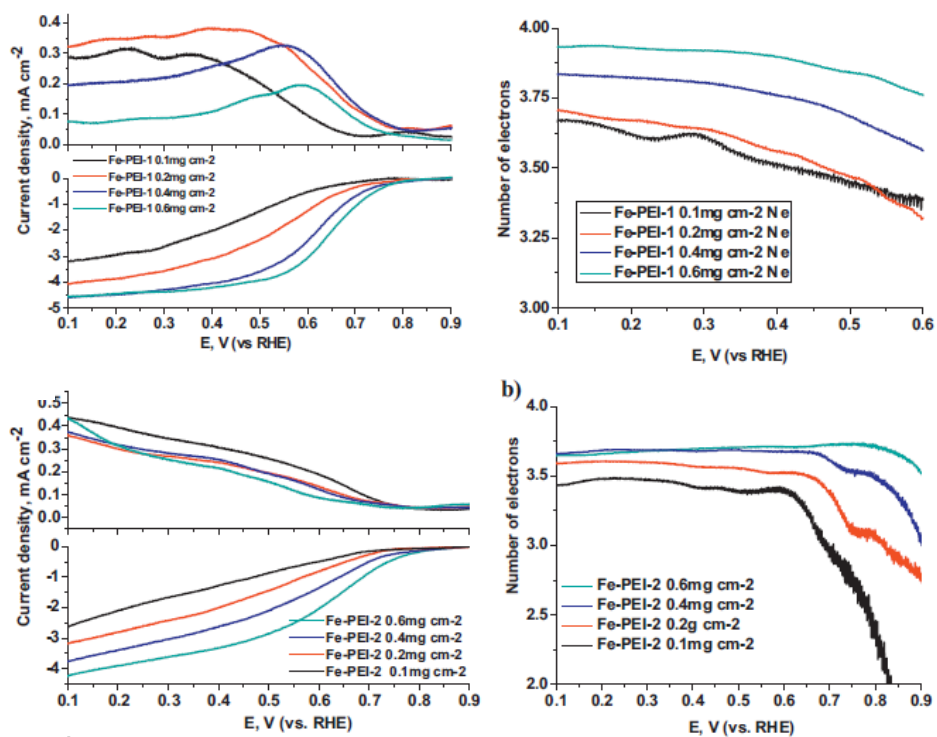 Current density, mA cm-2
0.4
0.3
0.2
0.1
0.0
Fe-PEI-1 0.1mg cm-2
Fe-PEI-1 0.2mg cm-2
Fe-PEI-1 0.4mg cm-2
Fe-PEI-1 0.6mg cm-2
0
-1
-2
-3
-4
-5
0.1 0.2 0.3 0.4 0.5 0.6 0.7 0.8 0.9
E, V (vs RHE)
Number of electrons
4.00
3.75
3.50
3.25
3.00
Fe-PEI-1 0.1mg cm-2 Ne
Fe-PEI-1 0.2mg cm-2 Ne
Fe-PEI-1 0.4mg cm-2 Ne
Fe-PEI-1 0.6mg cm-2 Ne
0.1 0.2 0.3 0.4 0.5 0.6
E, V (vs RHE)
Current density, mA cm-2
0.5
0.4
0.3
0.2
0.1
0.0
0
-1
-2
-3
-4
Fe-PEI-2 0.6mg cm-2
Fe-PEI-2 0.4mg cm-2
Fe-PEI-2 0.2mg cm-2
Fe-PEI-2 0.1mg cm-2
0.1 0.2 0.3 0.4 0.5 0.6 0.7 0.8 0.9
E, V (vs. RHE)
b)
Number of electrons
4.0
3.5
3.0
2.5
2.0
Fe-PEI-2 0.6mg cm-2
Fe-PEI-2 0.4mg cm-2
Fe-PEI-2 0.2g cm-2
Fe-PEI-2 0.1mg cm-2
0.1 0.2 0.3 0.4 0.5 0.6 0.7 0.8 0.9
E, V (vs. RHE)